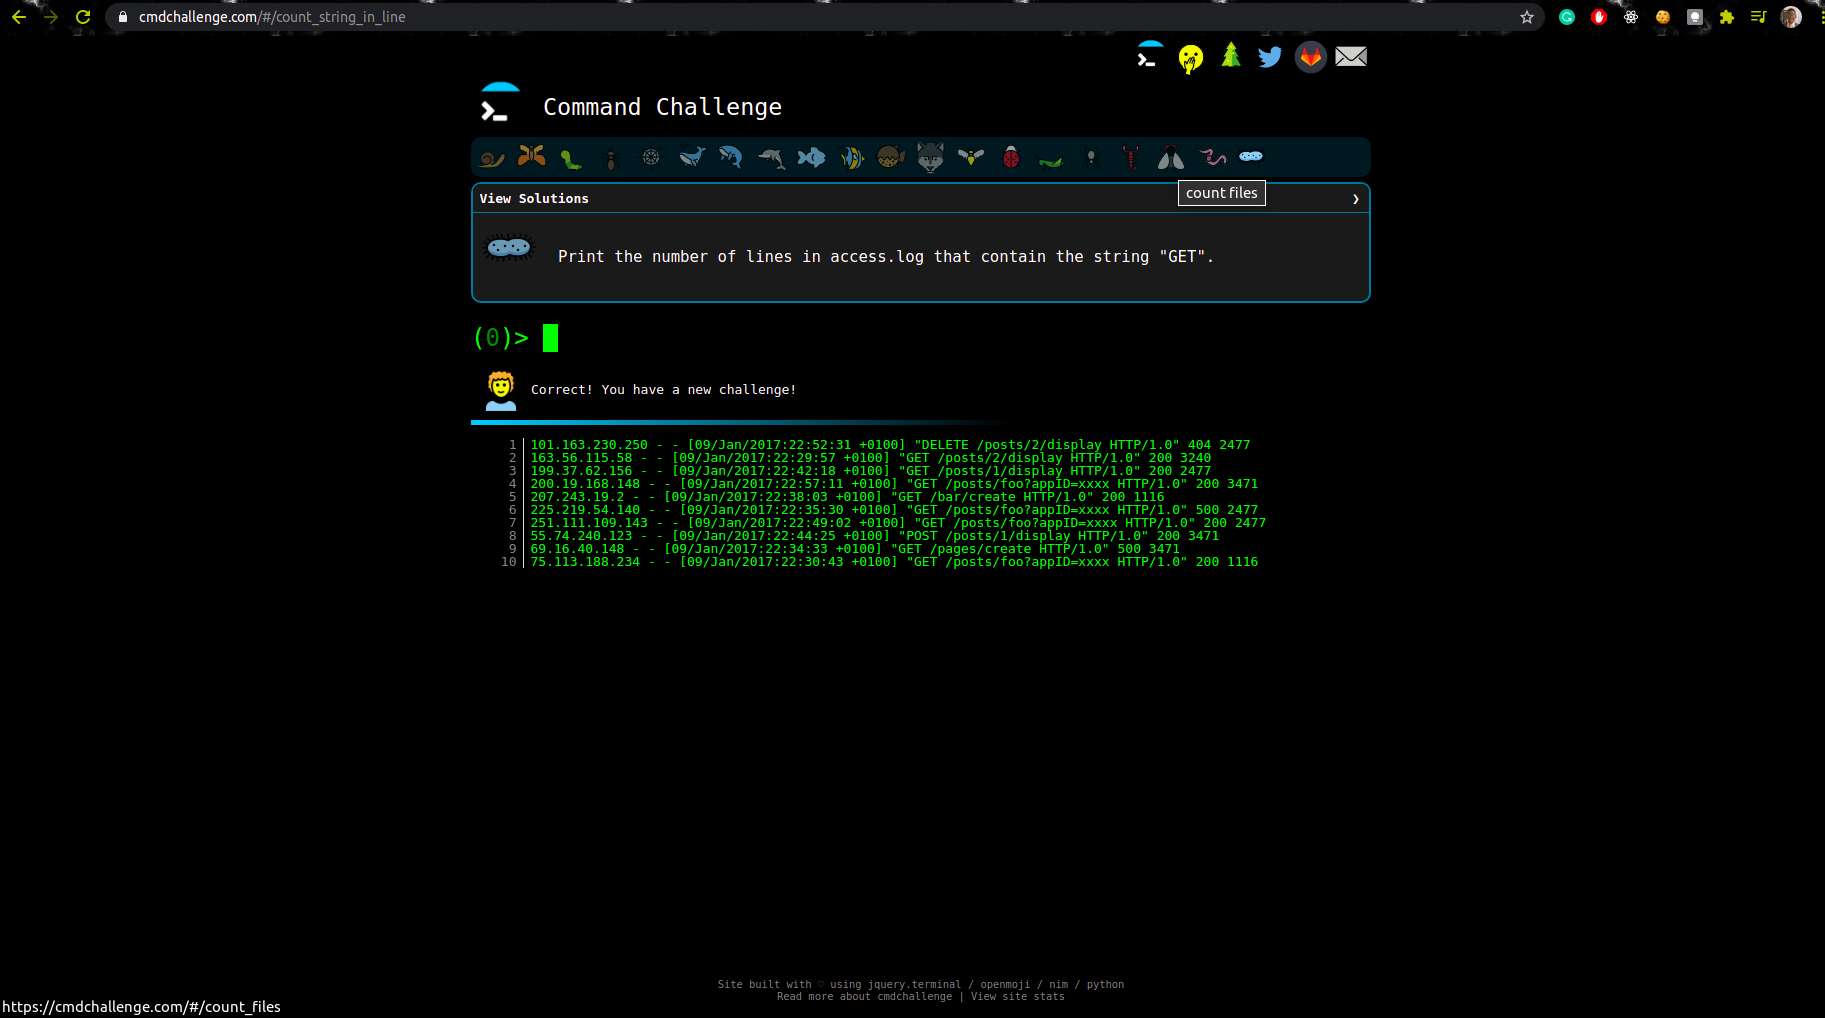 cmdchallenge.com/#/count_string_in_line
Command Challenge
View Solutions
count files
Print the number of lines in access.log that contain the string "GET".
(0)>
Correct! You have a new challenge!
1 101.163.230.250 - - [09/Jan/2017:22:52:31 +0100] "DELETE /posts/2/display HTTP/1.0" 404 2477
2 163.56.115.58 - - [09/Jan/2017:22:29:57 +0100] "GET /posts/2/display HTTP/1.0" 200 3240
3 199.37.62.156 - - [09/Jan/2017:22:42:18 +0100] "GET /posts/1/display HTTP/1.0" 200 2477
4 200.19.168.148 - - [09/Jan/2017:22:57:11 +0100] "GET /posts/foo?appID=xxxx HTTP/1.0" 200 3471
5 207.243.19.2 - - [09/Jan/2017:22:38:03 +0100] "GET /bar/create HTTP/1.0" 200 1116
6 225.219.54.140 - - [09/Jan/2017:22:35:30 +0100] "GET /posts/foo?appID=xxxx HTTP/1.0" 500 2477
7 251.111.109.143 - - [09/Jan/2017:22:49:02 +0100] "GET /posts/foo?appID=xxxx HTTP/1.0" 200 2477
8 55.74.240.123 - - [09/Jan/2017:22:44:25 +0100] "POST /posts/1/display HTTP/1.0" 200 3471
9 69.16.40.148 - - [09/Jan/2017:22:34:33 +0100] "GET /pages/create HTTP/1.0" 500 3471
10 75.113.188.234 - - [09/Jan/2017:22:30:43 +0100] "GET /posts/foo?appID=xxxx HTTP/1.0" 200 1116
Site built with ♡ using jquery.terminal / openmoji / nim / python
Read more about cmdchallenge | View site stats
https://cmdchallenge.com/#/count_files